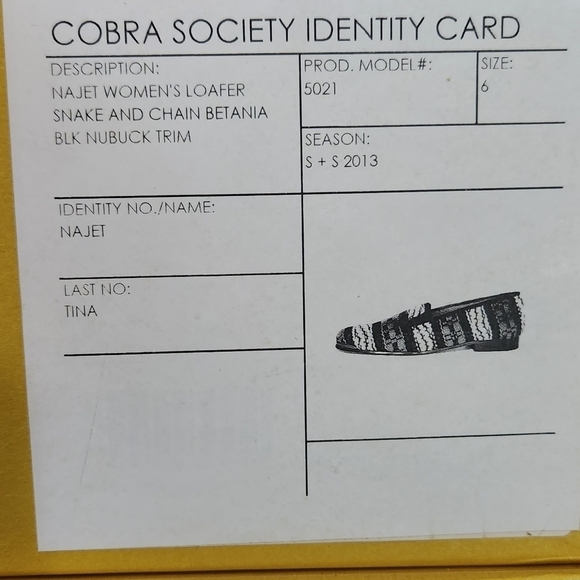 COBRA SOCIETY IDENTITY CARD
DESCRIPTION:
NAJET WOMEN'S LOAFER
SNAKE AND CHAIN BETANIA
BLK NUBUCK TRIM
PROD. MODEL#:
5021
SIZE:
6
SEASON:
S + S 2013
IDENTITY NO./NAME:
NAJET
LAST NO:
TINA